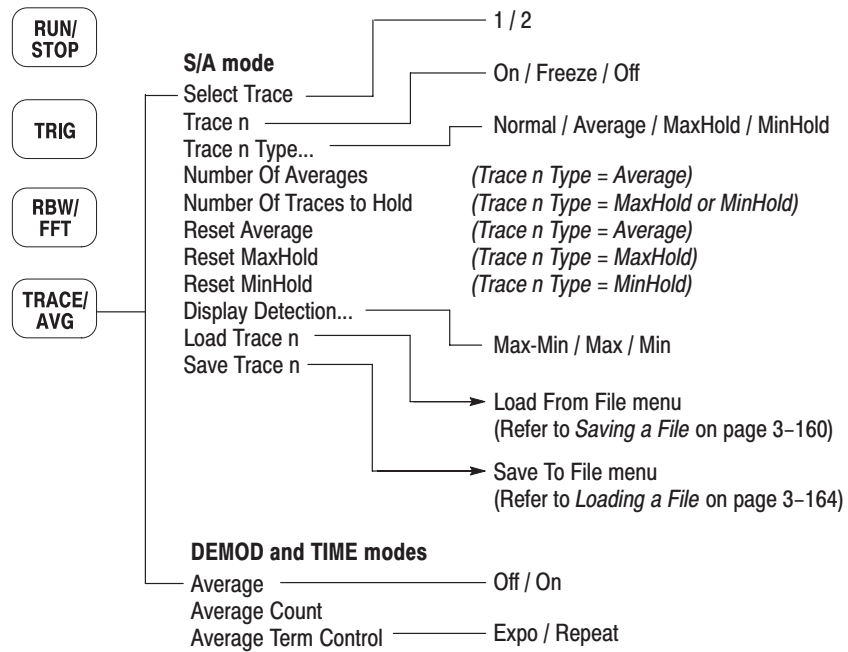 RUN/
STOP
TRIG
RBW/
FFT
TRACE/
AVG
S/A mode
Select Trace
1 / 2
Trace n
On / Freeze / Off
Trace n Type...
Normal / Average / MaxHold / MinHold
Number Of Averages (Trace n Type = Average)
Number Of Traces to Hold (Trace n Type = MaxHold or MinHold)
Reset Average (Trace n Type = Average)
Reset MaxHold (Trace n Type = MaxHold)
Reset MinHold (Trace n Type = MinHold)
Display Detection...
Max-Min / Max / Min
Load Trace n
Load From File menu
(Refer to Saving a File on page 3–160)
Save Trace n
Save To File menu
(Refer to Loading a File on page 3–164)
DEMOD and TIME modes
Average Off / On
Average Count
Average Term Control Expo / Repeat